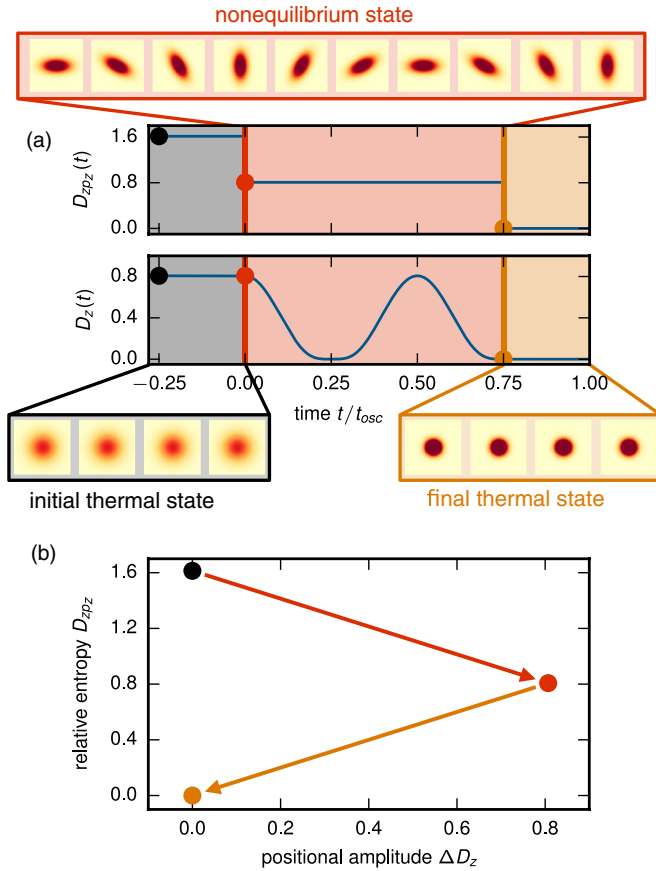 nonequilibrium state
(a)
1.6
0.8
0.0
D_{zp_z}(t)
0.8
0.4
0.0
D_z(t)
−0.25 0.00 0.25 0.50 0.75 1.00
time t/t_{osc}
initial thermal state
final thermal state
(b)
1.6
1.2
0.8
0.4
0.0
relative entropy D_{zp_z}
0.0 0.2 0.4 0.6 0.8
positional amplitude ΔD_z